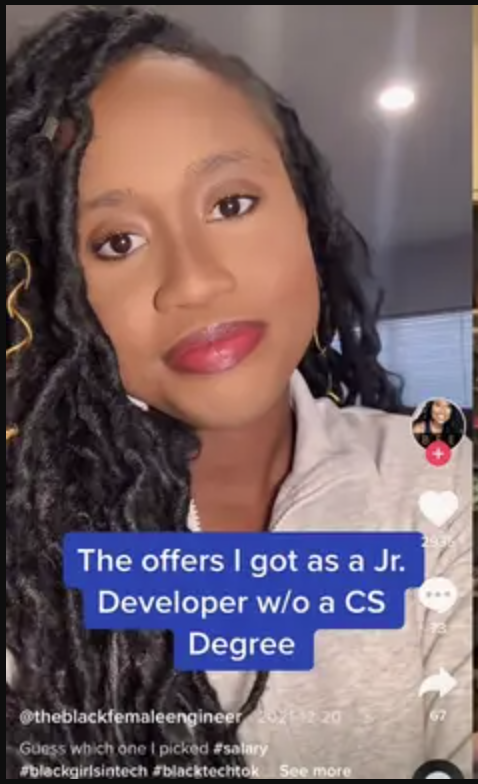 The offers I got as a Jr.
Developer w/o a CS
Degree
@theblackfemaleengineer · 2021-12-20
Guess which one I picked #salary
#blackgirlsintech #blacktechtok ... See more
67